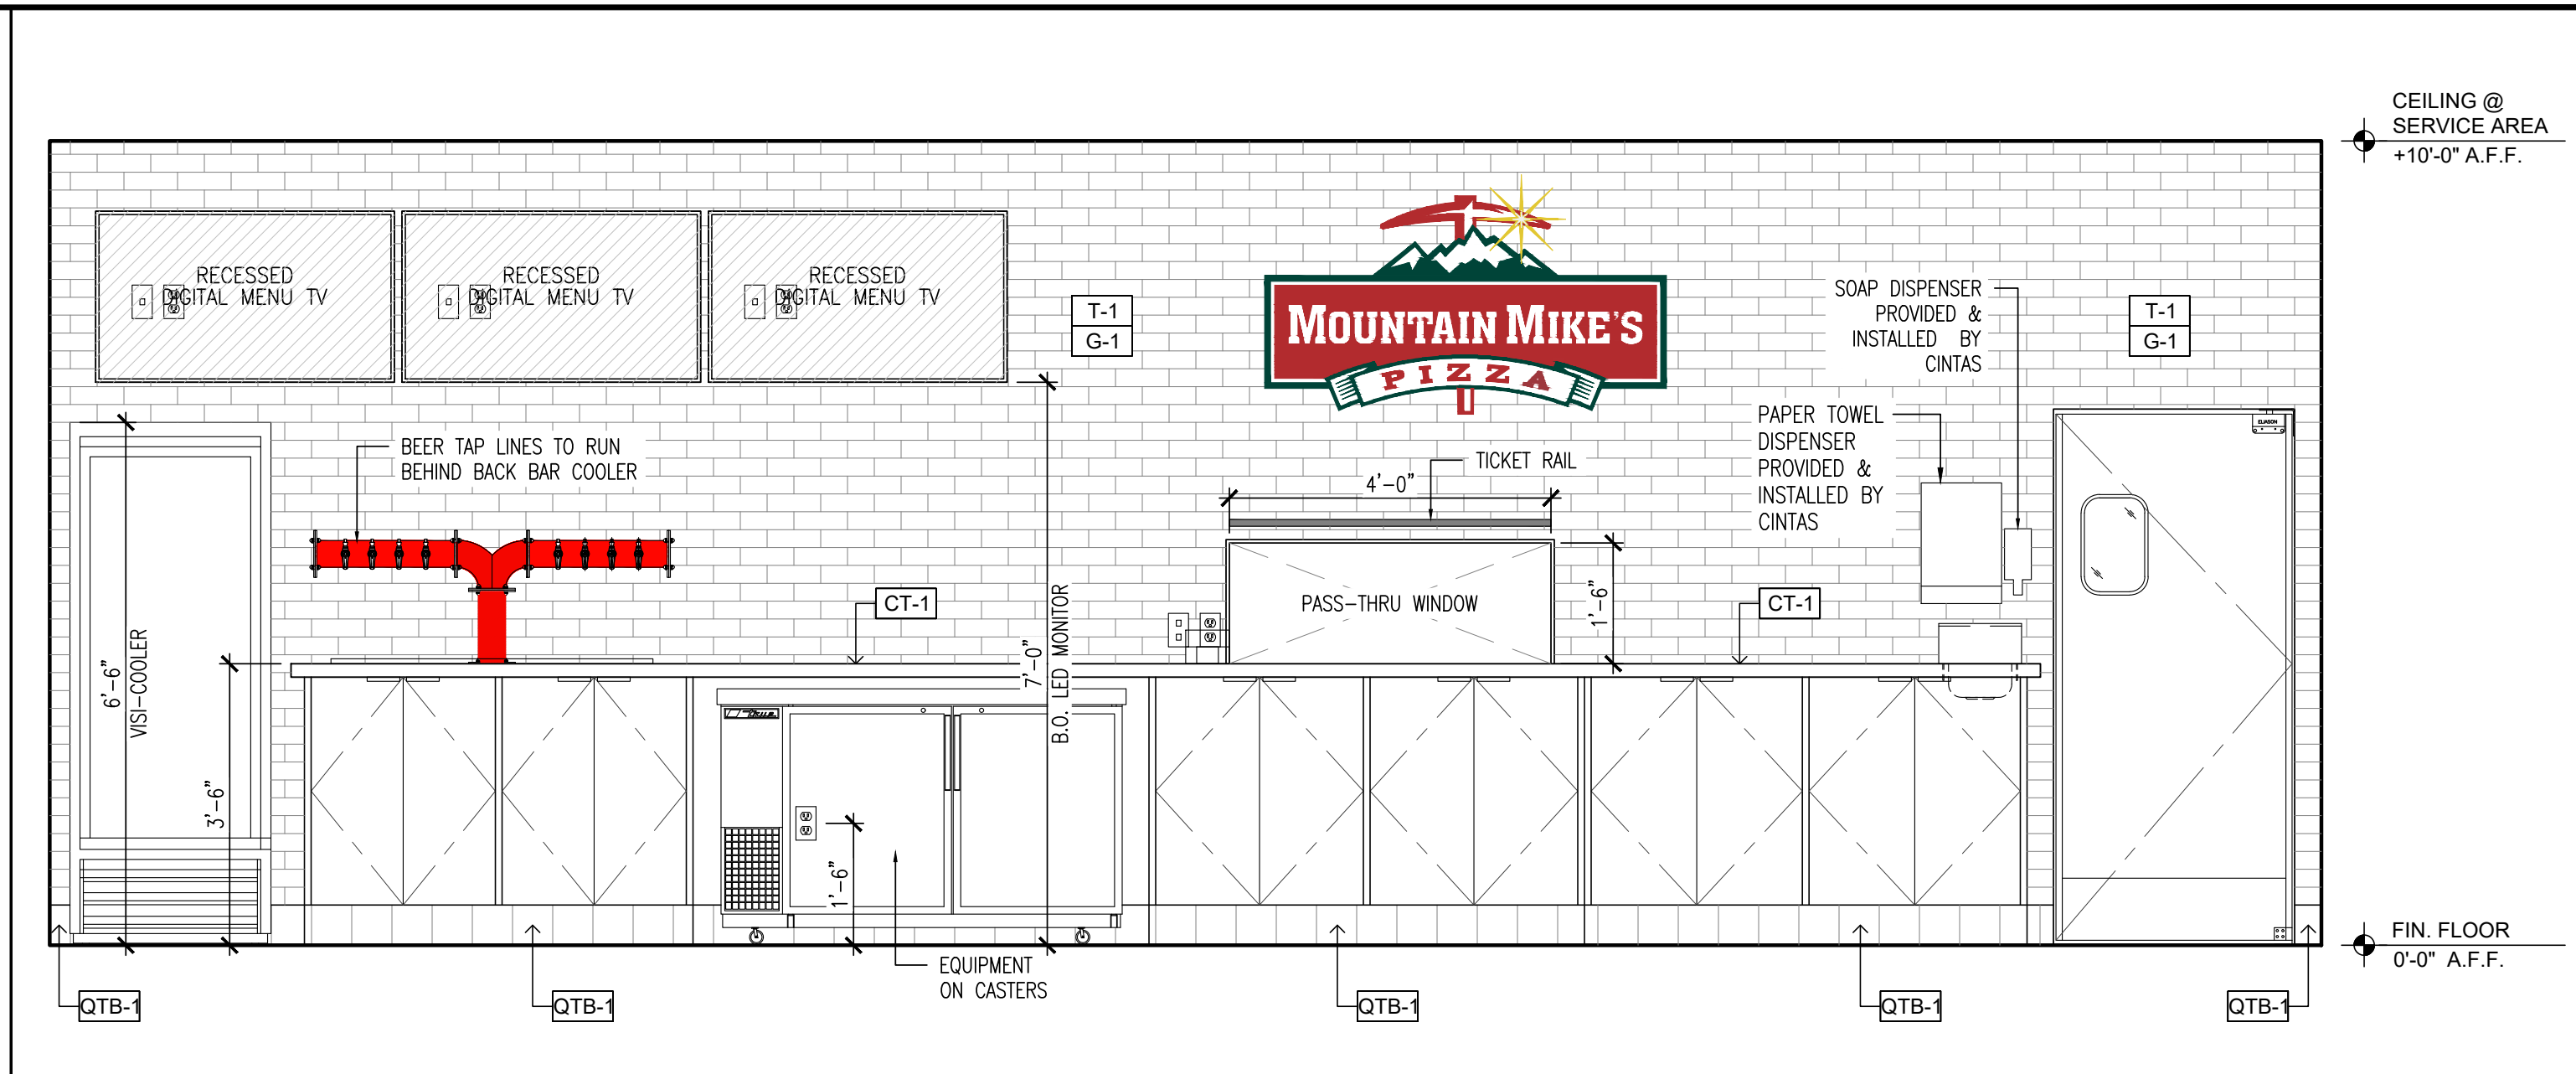 CEILING @
SERVICE AREA
+10'-0" A.F.F.
RECESSED
DIGITAL MENU TV
RECESSED
DIGITAL MENU TV
RECESSED
DIGITAL MENU TV
T-1
G-1
MOUNTAIN MIKE'S
PIZZA
SOAP DISPENSER
PROVIDED &
INSTALLED BY
CINTAS
T-1
G-1
PAPER TOWEL
DISPENSER
PROVIDED &
INSTALLED BY
CINTAS
ELIASON
BEER TAP LINES TO RUN
BEHIND BACK BAR COOLER
TICKET RAIL
4'-0"
PASS-THRU WINDOW
1'-6"
CT-1
CT-1
6'-6"
VISI-COOLER
3'-6"
7'-0"
B.O. LED MONITOR
True
1'-6"
EQUIPMENT
ON CASTERS
FIN. FLOOR
0'-0" A.F.F.
QTB-1
QTB-1
QTB-1
QTB-1
QTB-1